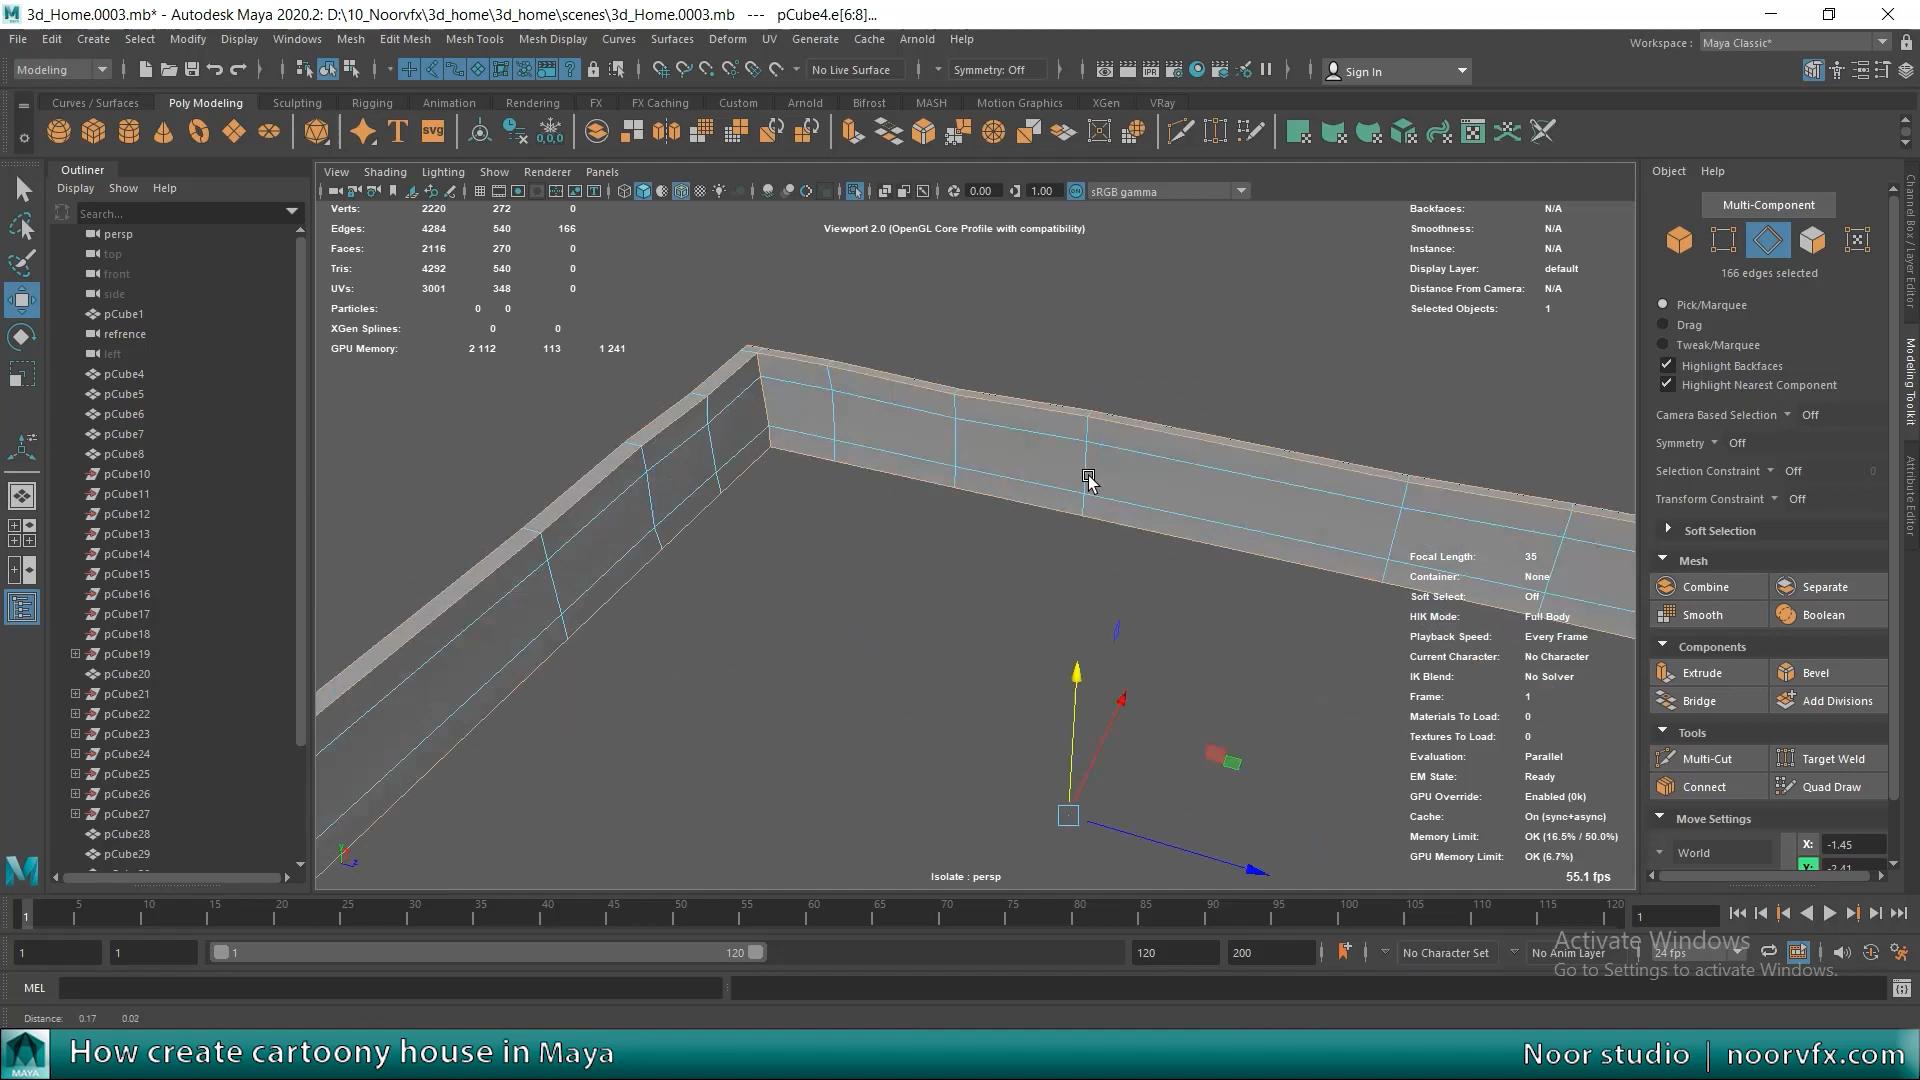 3d_Home.0003.mb* - Autodesk Maya 2020.2: D:\10_Noorvfx\3d_home\3d_home\scenes\3d_Home.0003.mb --- pCube4.e[6:8]...
File Edit Create Select Modify Display Windows Mesh Edit Mesh Mesh Tools Mesh Display Curves Surfaces Deform UV Generate Cache Arnold Help
Workspace : Maya Classic*
Modeling No Live Surface Symmetry: Off Sign In
Curves / Surfaces Poly Modeling Sculpting Rigging Animation Rendering FX FX Caching Custom Arnold Bifrost MASH Motion Graphics XGen VRay
T svg 0,0,0
Outliner
Display Show Help
Search...
persp
top
front
side
pCube1
refrence
left
pCube4
pCube5
pCube6
pCube7
pCube8
pCube10
pCube11
pCube12
pCube13
pCube14
pCube15
pCube16
pCube17
pCube18
pCube19
pCube20
pCube21
pCube22
pCube23
pCube24
pCube25
pCube26
pCube27
pCube28
pCube29
View Shading Lighting Show Renderer Panels
0.00 1.00 sRGB gamma
Verts: 2220 272 0
Edges: 4284 540 166
Faces: 2116 270 0
Tris: 4292 540 0
UVs: 3001 348 0
Particles: 0 0
XGen Splines: 0 0
GPU Memory: 2 112 113 1 241
Viewport 2.0 (OpenGL Core Profile with compatibility)
Backfaces: N/A
Smoothness: N/A
Instance: N/A
Display Layer: default
Distance From Camera: N/A
Selected Objects: 1
Focal Length: 35
Container: None
Soft Select: Off
HIK Mode: Full Body
Playback Speed: Every Frame
Current Character: No Character
IK Blend: No Solver
Frame: 1
Materials To Load: 0
Textures To Load: 0
Evaluation: Parallel
EM State: Ready
GPU Override: Enabled (0k)
Cache: On (sync+async)
Memory Limit: OK (16.5% / 50.0%)
GPU Memory Limit: OK (6.7%)
55.1 fps
Isolate : persp
y
z
Object Help
Multi-Component
166 edges selected
Pick/Marquee
Drag
Tweak/Marquee
Highlight Backfaces
Highlight Nearest Component
Camera Based Selection Off
Symmetry Off
Selection Constraint Off 0
Transform Constraint Off
Soft Selection
Mesh
Combine Separate
Smooth Boolean
Components
Extrude Bevel
Bridge Add Divisions
Tools
Multi-Cut Target Weld
Connect Quad Draw
Move Settings
World X: -1.45
Y: -2.41
Channel Box / Layer Editor
Modeling Toolkit
Attribute Editor
1 5 10 15 20 25 30 35 40 45 50 55 60 65 70 75 80 85 90 95 100 105 110 115 120 1
1 1 1 120 120 200 No Character Set No Anim Layer 24 fps
Activate Windows
Go to Settings to activate Windows.
MEL
Distance: 0.17 0.02
MAYA
How create cartoony house in Maya
Noor studio | noorvfx.com